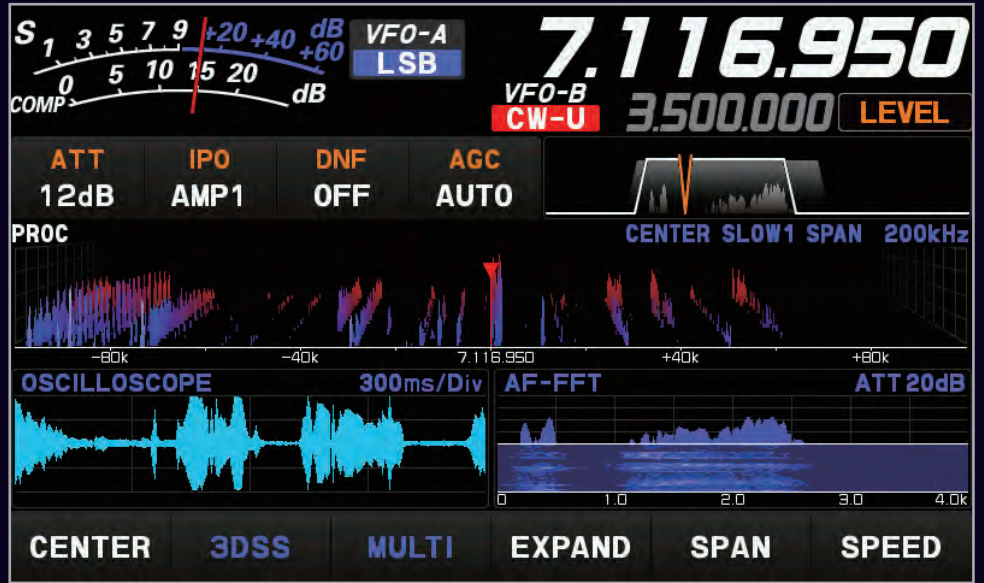 S 1 3 5 7 9 +20 +40 +60 dB
COMP 0 5 10 15 20 dB
VFO-A
LSB
7.116.950
VFO-B
CW-U
3.500.000
LEVEL
ATT IPO DNF AGC
12dB AMP1 OFF AUTO
PROC CENTER SLOW1 SPAN 200kHz
-80k -40k 7.116.950 +40k +80k
OSCILLOSCOPE 300ms/Div AF-FFT ATT 20dB
0 1.0 2.0 3.0 4.0k
CENTER 3DSS MULTI EXPAND SPAN SPEED